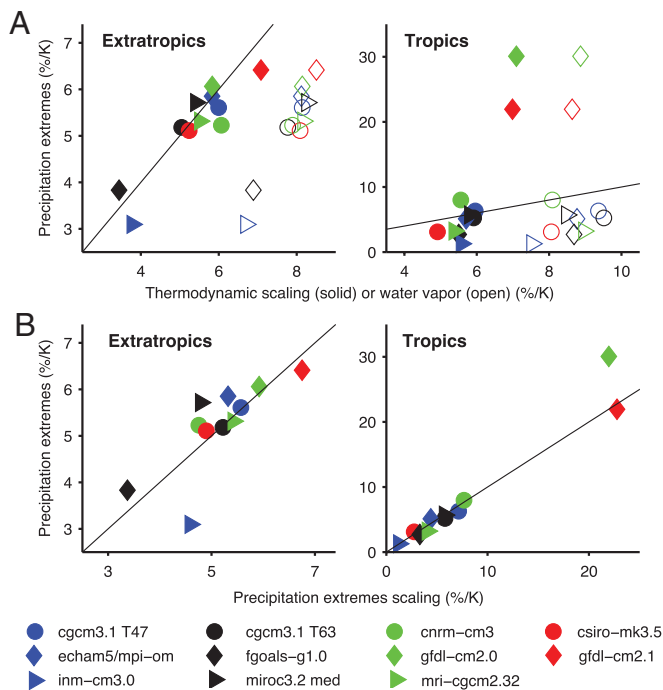 A
Extratropics
Tropics
Precipitation extremes (%/K)
7
6
5
4
3
4
6
8
Precipitation extremes (%/K)
30
20
10
0
4
6
8
10
Thermodynamic scaling (solid) or water vapor (open) (%/K)
B
Extratropics
Tropics
Precipitation extremes (%/K)
7
6
5
4
3
3
5
7
Precipitation extremes (%/K)
30
20
10
0
0
10
20
Precipitation extremes scaling (%/K)
cgcm3.1 T47
cgcm3.1 T63
cnrm−cm3
csiro−mk3.5
echam5/mpi−om
fgoals−g1.0
gfdl−cm2.0
gfdl−cm2.1
inm−cm3.0
miroc3.2 med
mri−cgcm2.32